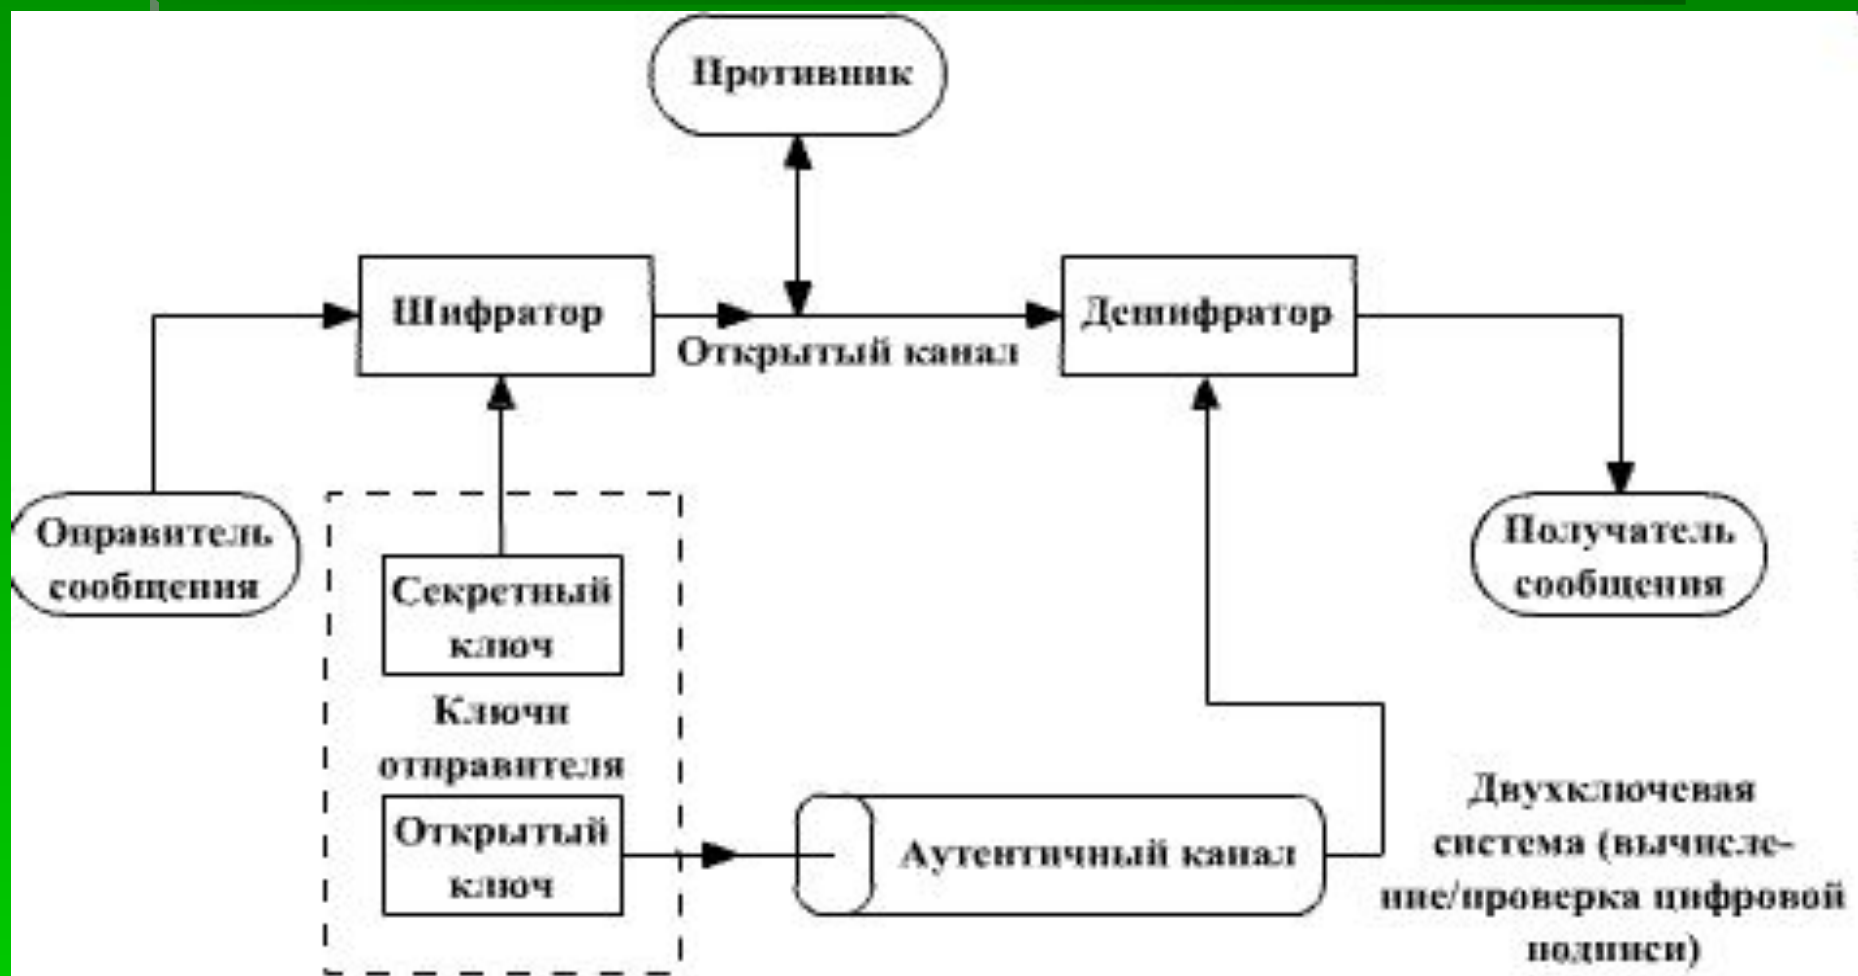 Противник
Шифратор
Дешифратор
Открытый канал
Оправитель
сообщения
Получатель
сообщения
Секретный
ключ
Ключи
отправителя
Открытый
ключ
Аутентичный канал
Двухключевая
система (вычисле-
ние/проверка цифровой
подписи)